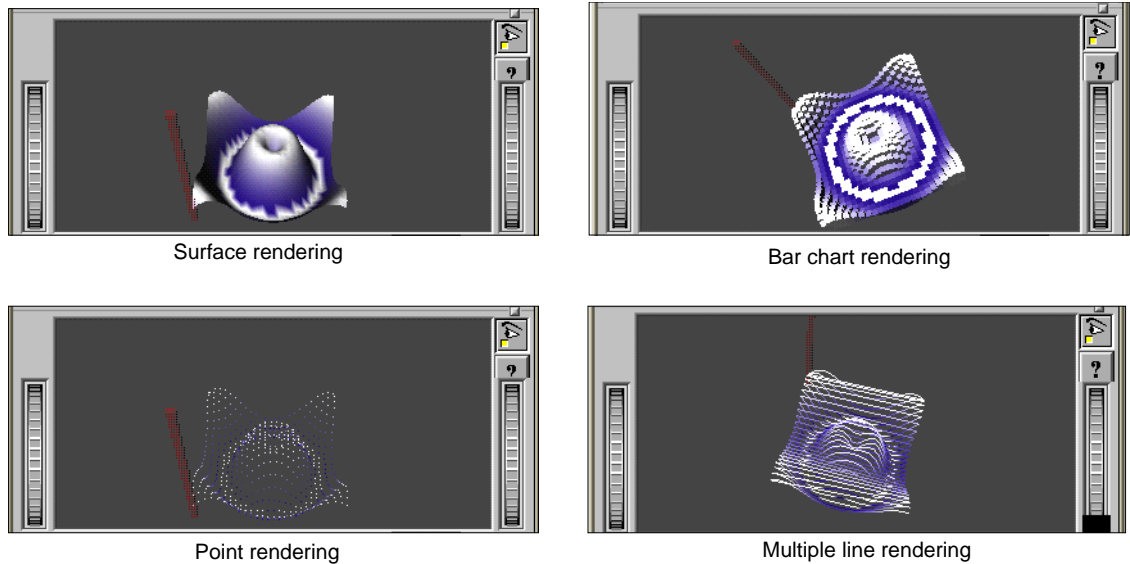 ?
?
Surface rendering
Bar chart rendering
?
?
Point rendering
Multiple line rendering